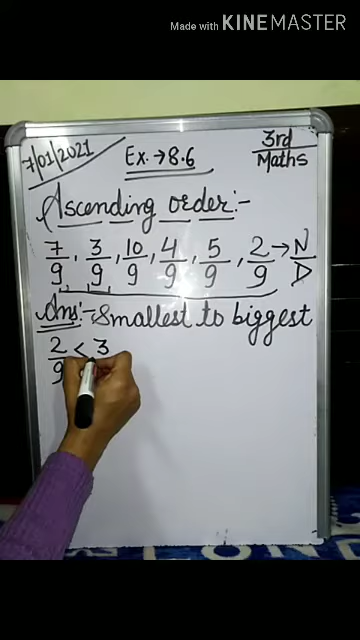 Made with KINEMASTER
7/01/2021
Ex.→8.6
3rd
Maths
Ascending order:-
7/9, 3/9, 10/9, 4/9, 5/9, 2/9 → N/D
Ans:- Smallest to biggest
2/9 < 3